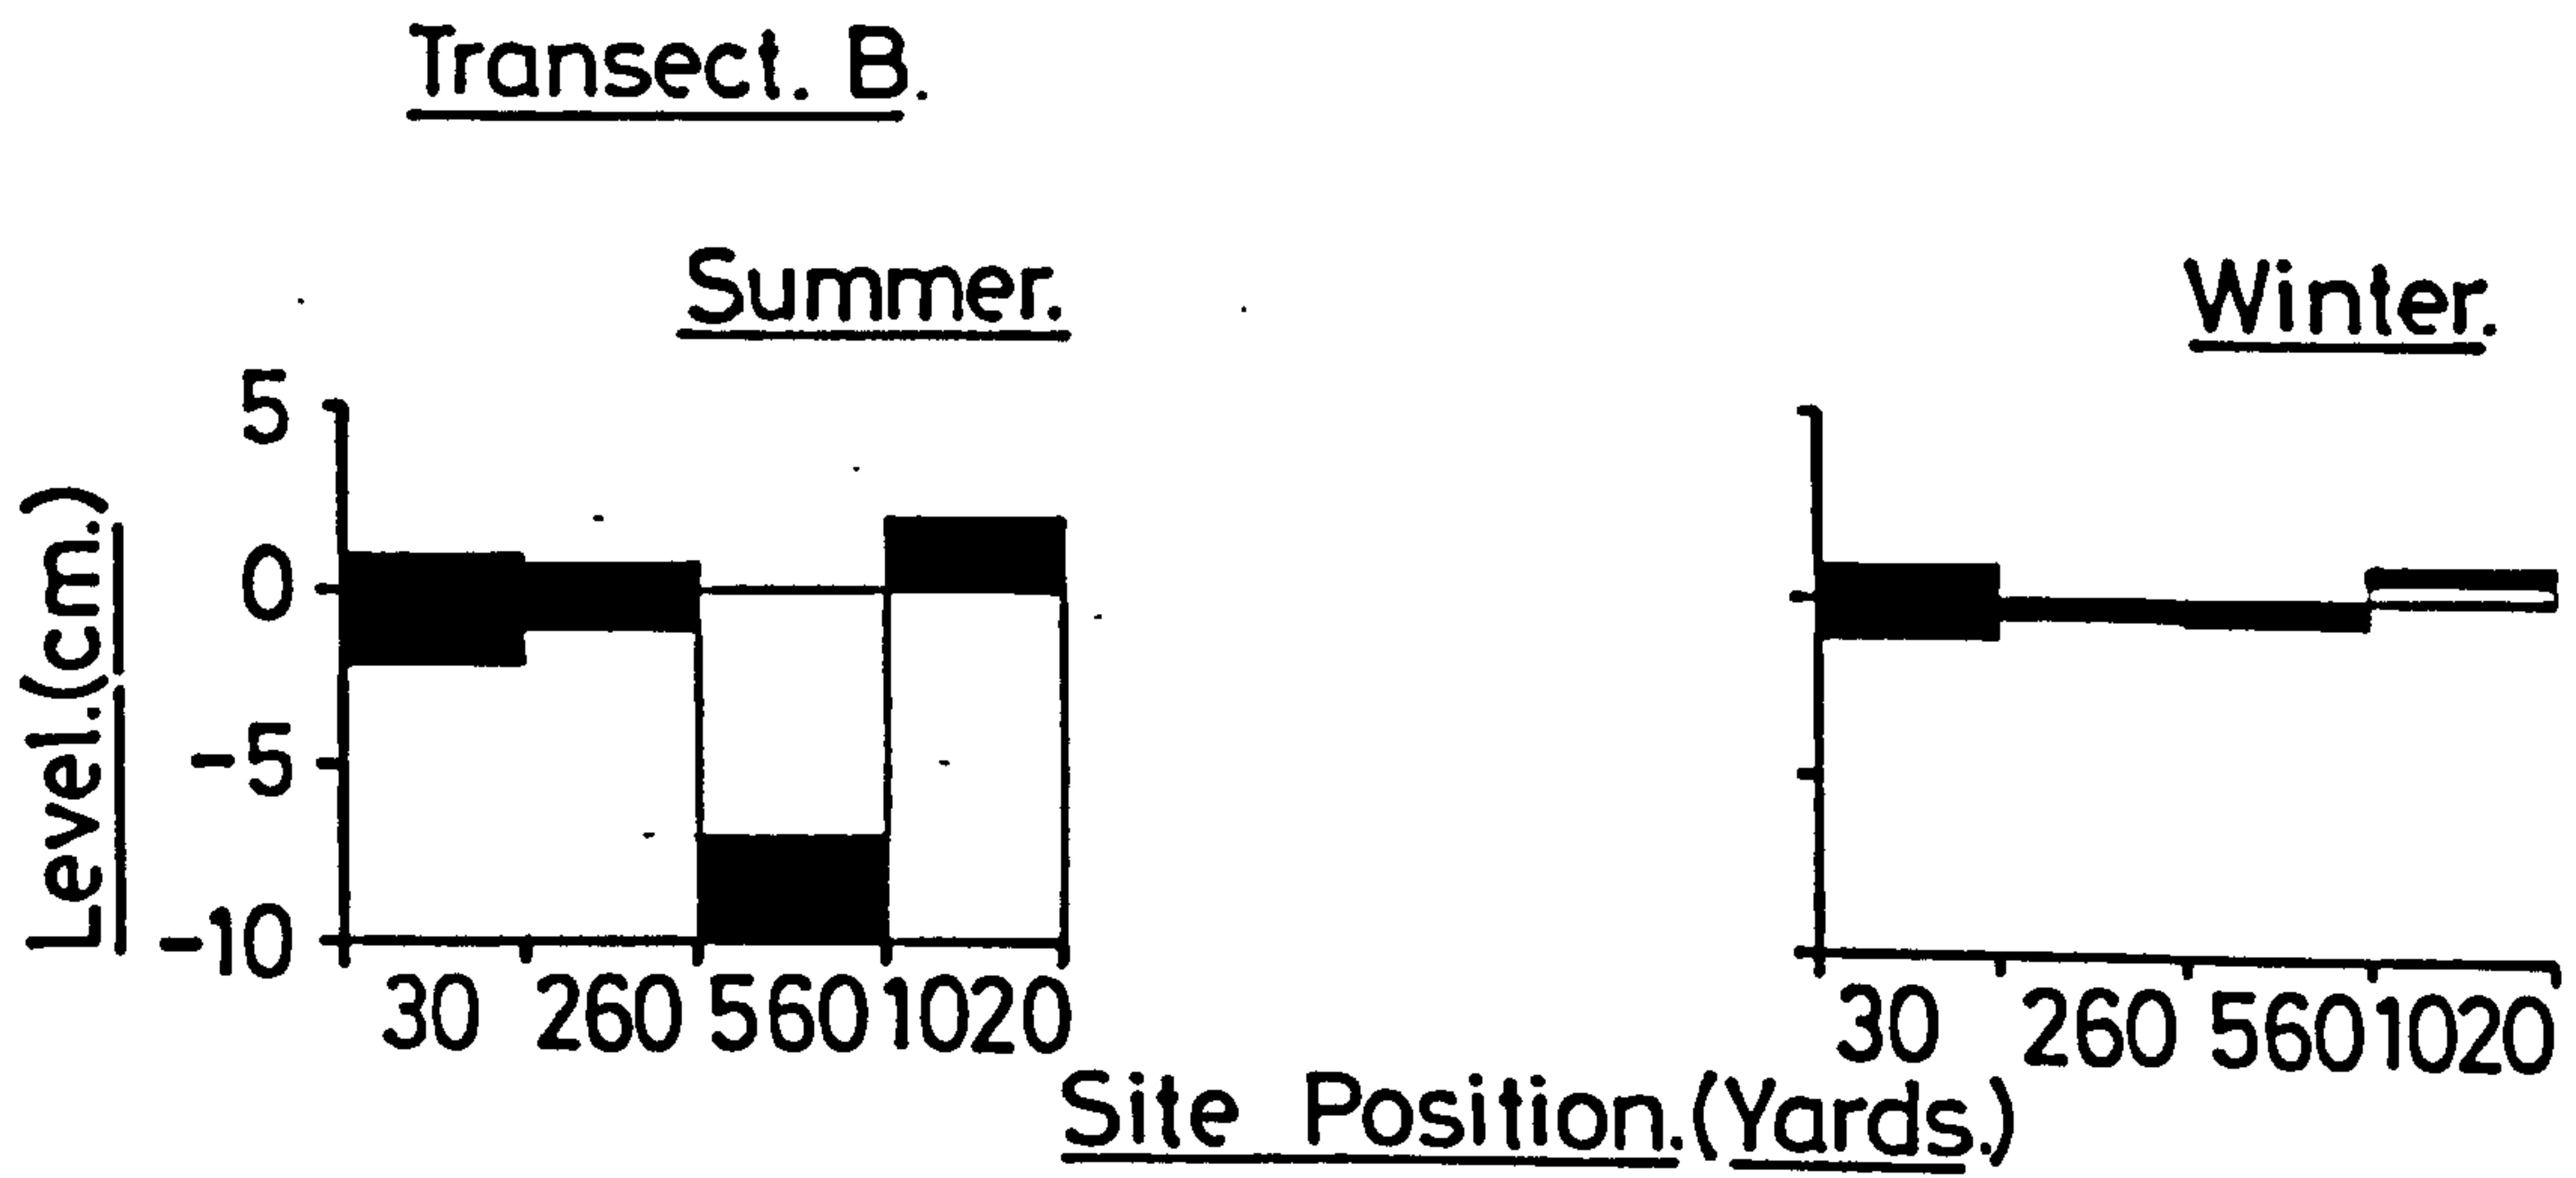 Transect. B.
Summer.
Winter.
Level.(cm.)
5
0
-5
-10
30 260 560 1020
30 260 560 1020
Site Position.(Yards.)